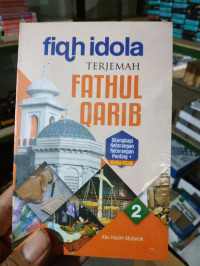 fiqh idola
TERJEMAH
FATHUL
QARIB
Dilengkapi
Keterangan
Keterangan
Penting +
2
Abu Hazim Mubarok